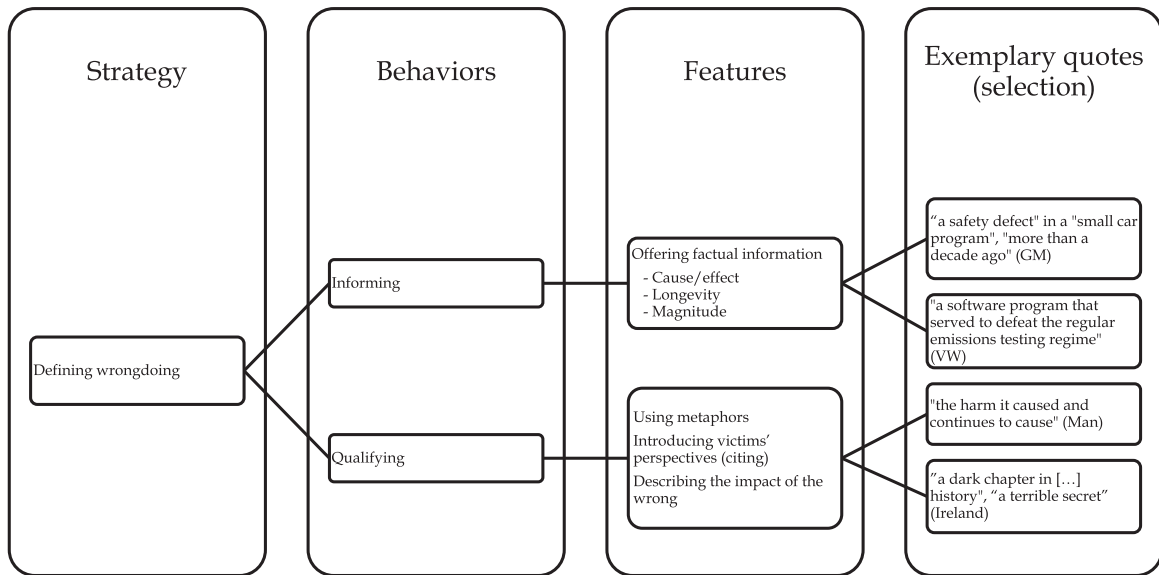 Strategy
Behaviors
Features
Exemplary quotes
(selection)
Defining wrongdoing
Informing
Qualifying
Offering factual information
- Cause/effect
- Longevity
- Magnitude
Using metaphors
Introducing victims’
perspectives (citing)
Describing the impact of the
wrong
“a safety defect" in a "small car
program", "more than a
decade ago" (GM)
"a software program that
served to defeat the regular
emissions testing regime"
(VW)
"the harm it caused and
continues to cause" (Man)
”a dark chapter in […]
history", “a terrible secret”
(Ireland)